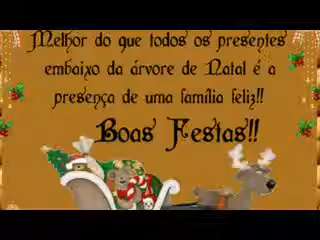 Melhor do que todos os presentes
embaixo da árvore de Natal é a
presença de uma família feliz!!
Boas Festas!!